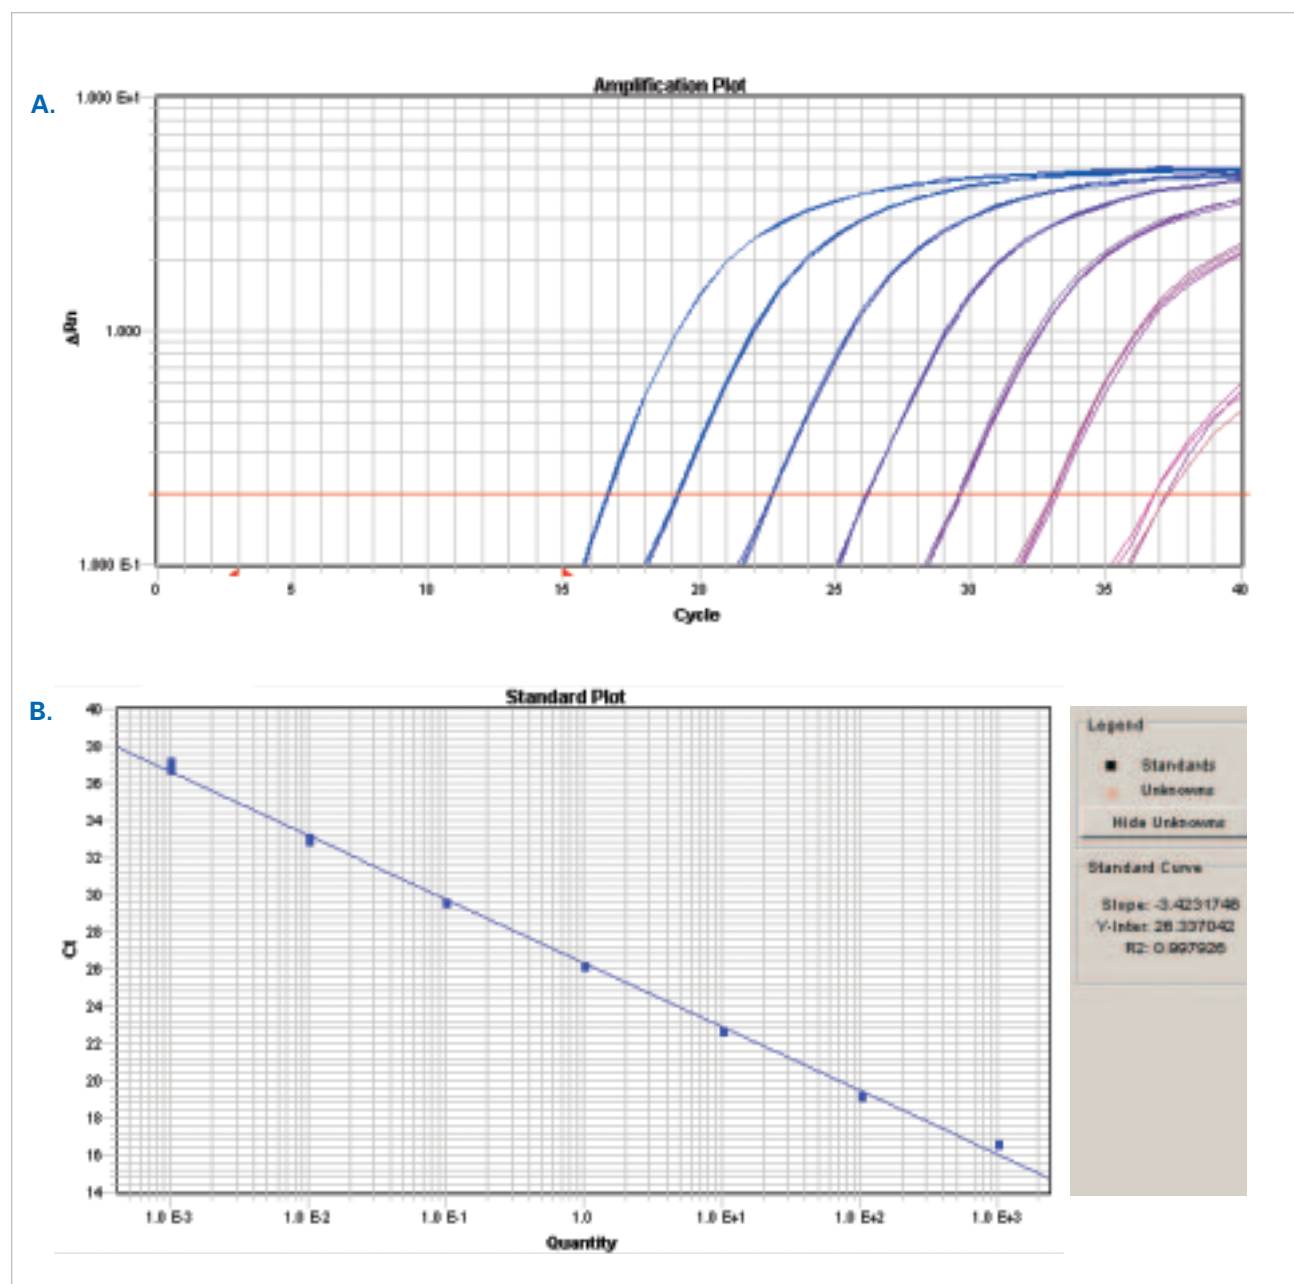 A.
Amplification Plot
1.000 E+1
1.000
1.000 E-1
ΔRn
0 5 10 15 20 25 30 35 40
Cycle
B.
Standard Plot
40
38
36
34
32
30
28
26
24
22
20
18
16
14
Ct
1.0 E-3 1.0 E-2 1.0 E-1 1.0 1.0 E+1 1.0 E+2 1.0 E+3
Quantity
Legend
Standards
Unknowns
Hide Unknowns
Standard Curve
Slope: -3.4231746
Y-Inter: 26.337042
R2: 0.997926